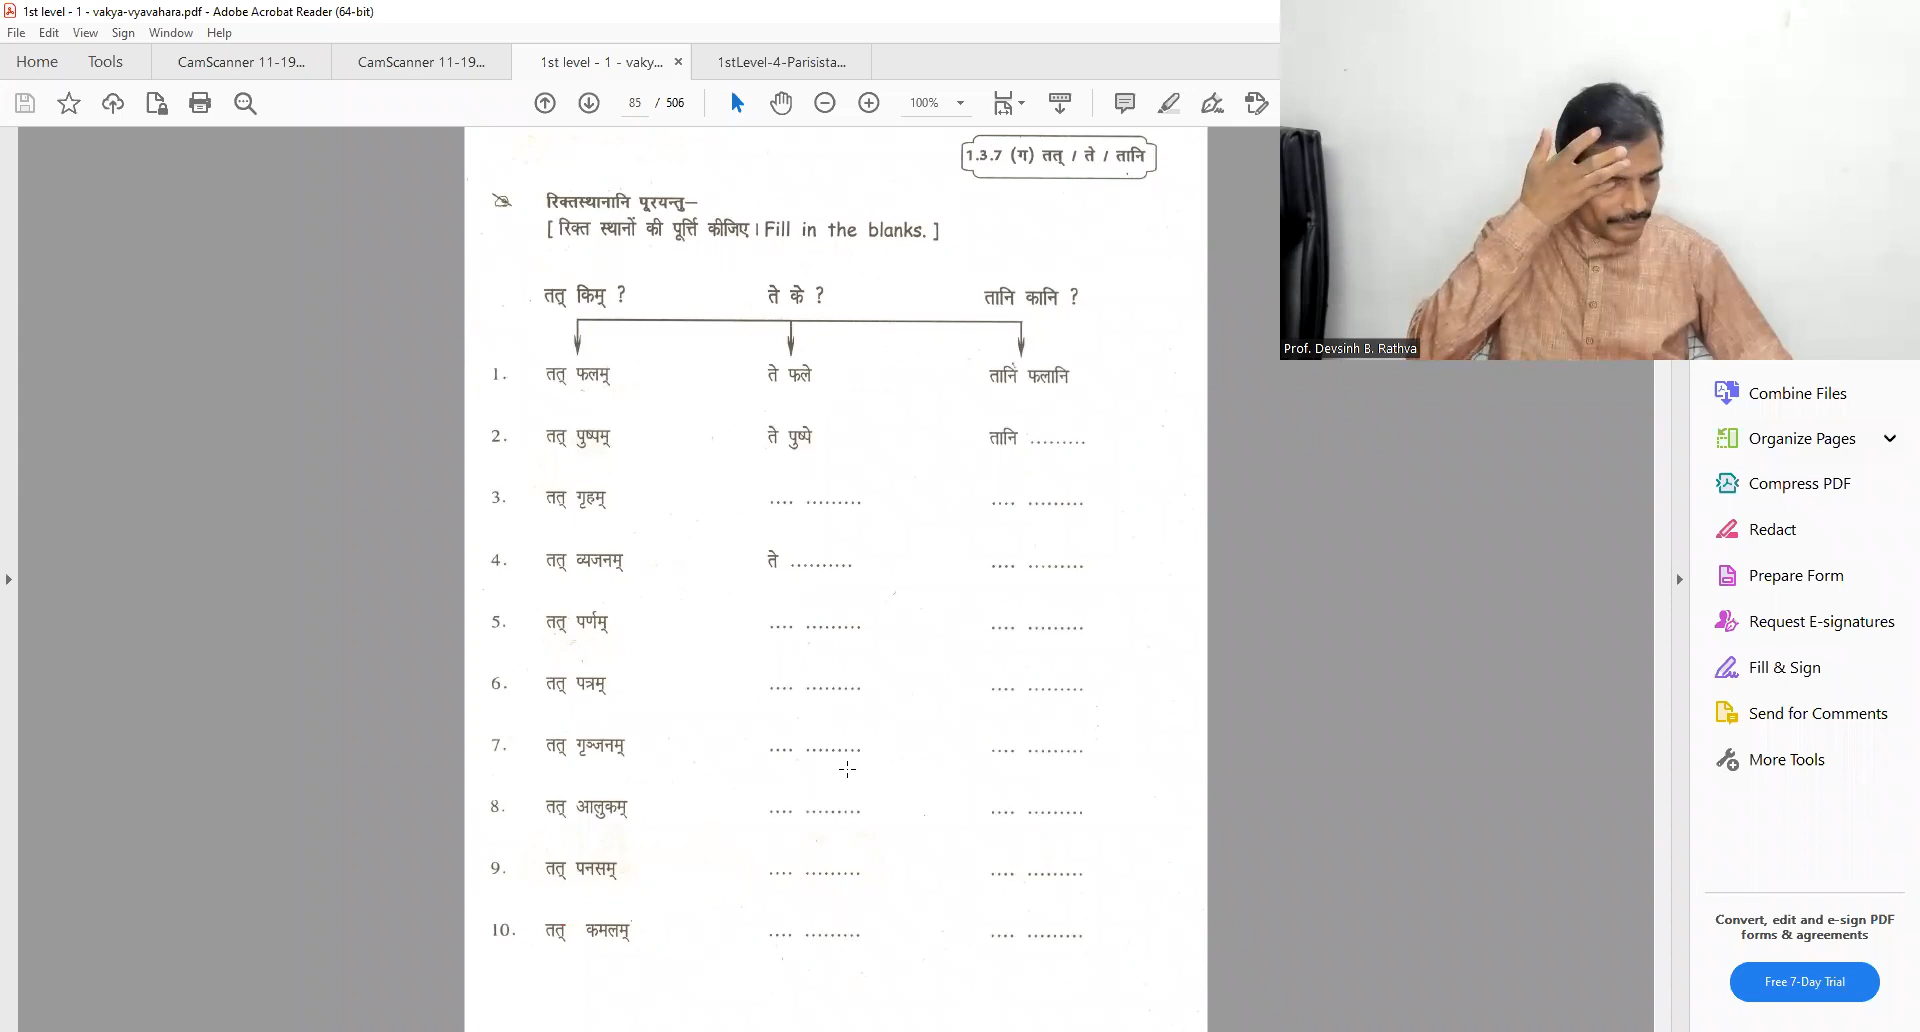 1st level - 1 - vakya-vyavahara.pdf - Adobe Acrobat Reader (64-bit)
File Edit View Sign Window Help
Home Tools CamScanner 11-19... CamScanner 11-19... 1st level - 1 - vaky... × 1stLevel-4-Parisista...
85 / 506 100%
1.3.7 (ग) तत् / ते / तानि
रिक्तस्थानानि पूरयन्तु—
[ रिक्त स्थानों की पूर्त्ति कीजिए । Fill in the blanks. ]
तत् किम् ? ते के ? तानि कानि ?
1. तत् फलम् ते फले तानि फलानि
2. तत् पुष्पम् ते पुष्पे तानि .........
3. तत् गृहम् .... ......... .... .........
4. तत् व्यजनम् ते .......... .... .........
5. तत् पर्णम् .... ......... .... .........
6. तत् पत्रम् .... ......... .... .........
7. तत् गृञ्जनम् .... ......... .... .........
8. तत् आलुकम् .... ......... .... .........
9. तत् पनसम् .... ......... .... .........
10. तत् कमलम् .... ......... .... .........
Prof. Devsinh B. Rathva
Combine Files
Organize Pages
Compress PDF
Redact
Prepare Form
Request E-signatures
Fill & Sign
Send for Comments
More Tools
Convert, edit and e-sign PDF
forms & agreements
Free 7-Day Trial